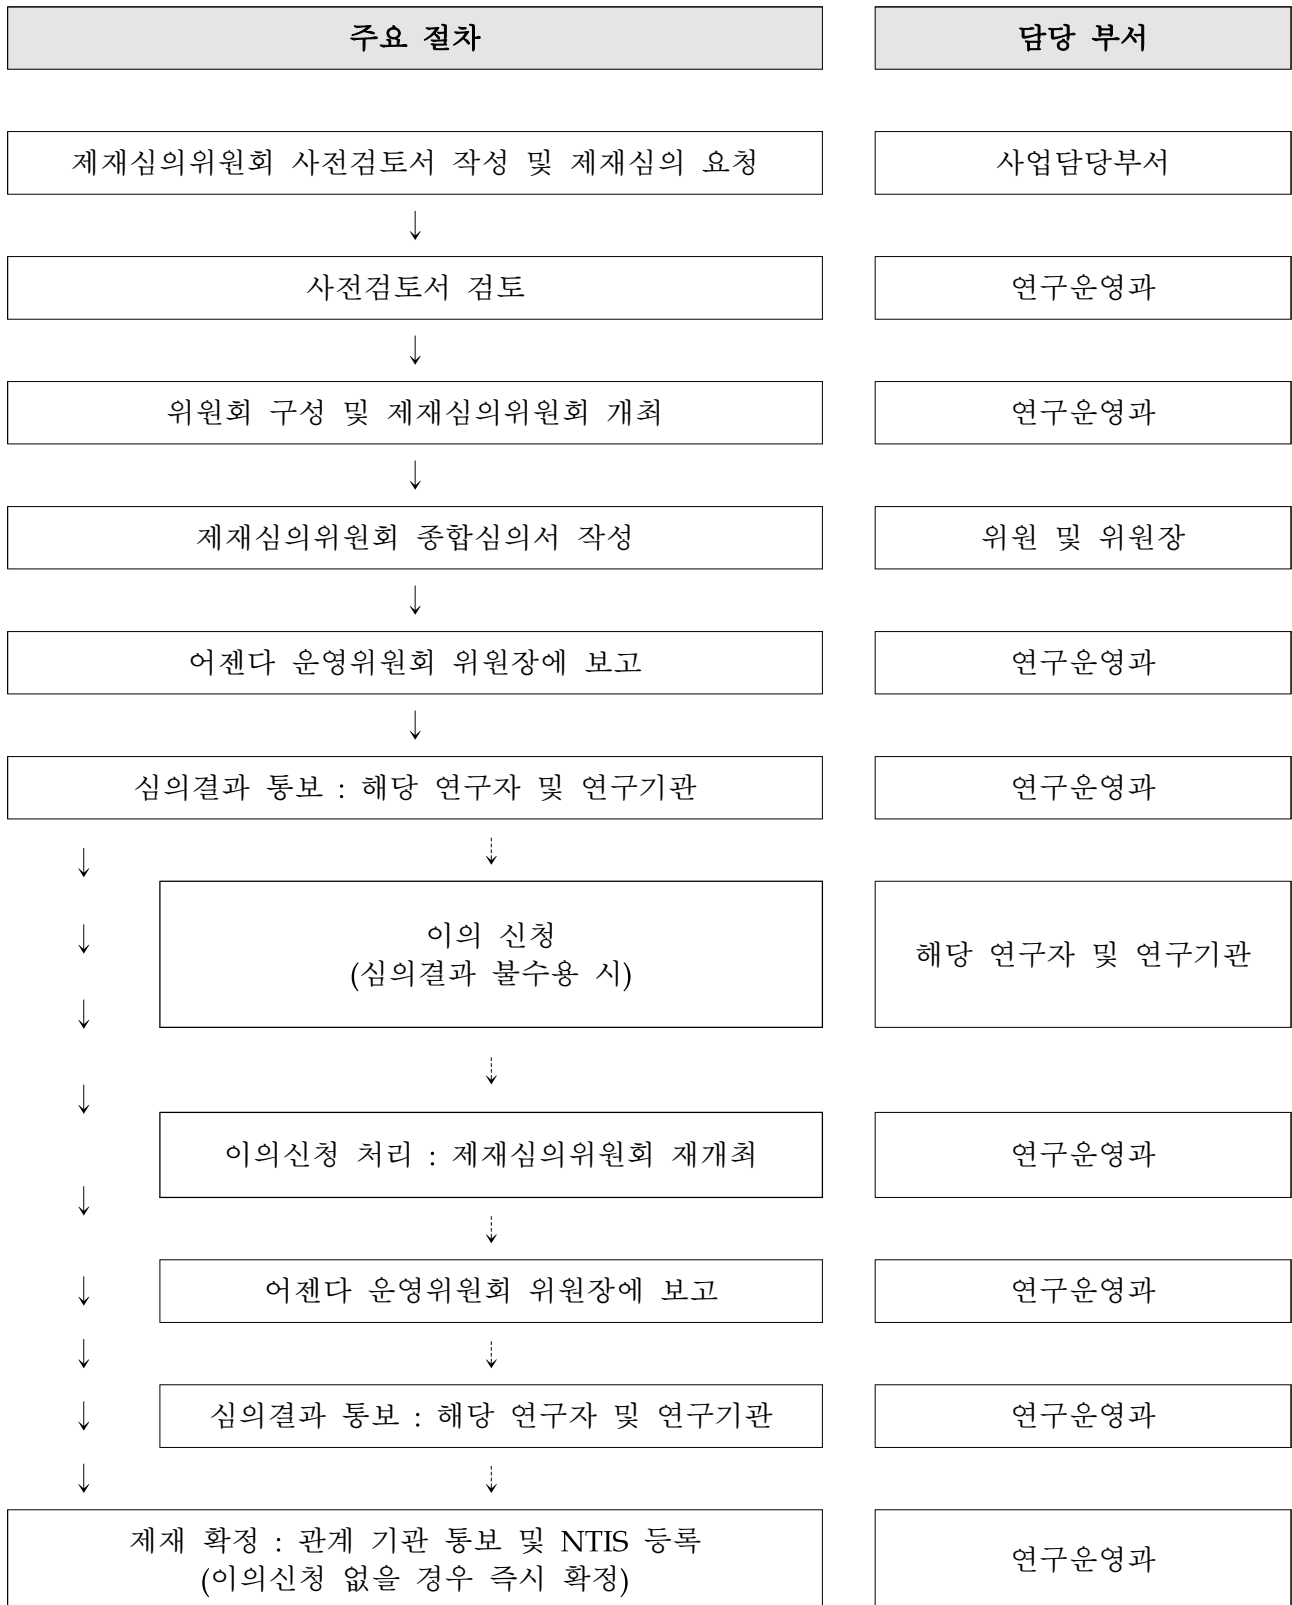 주요 절차
담당 부서
제재심의위원회 사전검토서 작성 및 제재심의 요청
사업담당부서
사전검토서 검토
연구운영과
위원회 구성 및 제재심의위원회 개최
연구운영과
제재심의위원회 종합심의서 작성
위원 및 위원장
어젠다 운영위원회 위원장에 보고
연구운영과
심의결과 통보 : 해당 연구자 및 연구기관
연구운영과
이의 신청
(심의결과 불수용 시)
해당 연구자 및 연구기관
이의신청 처리 : 제재심의위원회 재개최
연구운영과
어젠다 운영위원회 위원장에 보고
연구운영과
심의결과 통보 : 해당 연구자 및 연구기관
연구운영과
제재 확정 : 관계 기관 통보 및 NTIS 등록
(이의신청 없을 경우 즉시 확정)
연구운영과